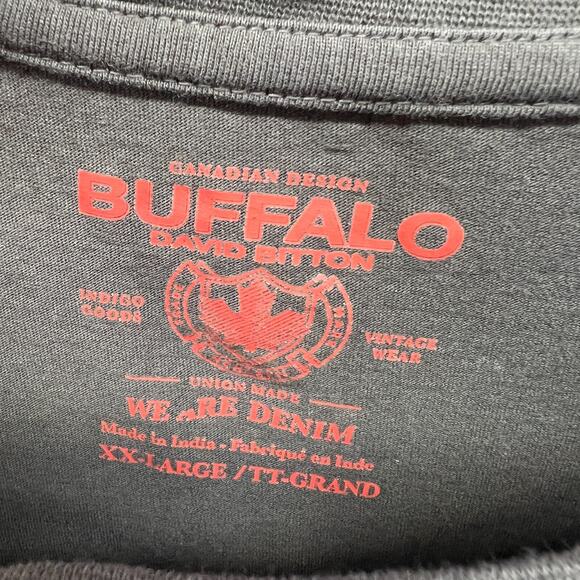 CANADIAN DESIGN
BUFFALO
DAVID BITTON
INDIGO
GOODS
VINTAGE
WEAR
UNION MADE
WE ARE DENIM
Made in India - Fabriqué en Inde
XX-LARGE / TT-GRAND